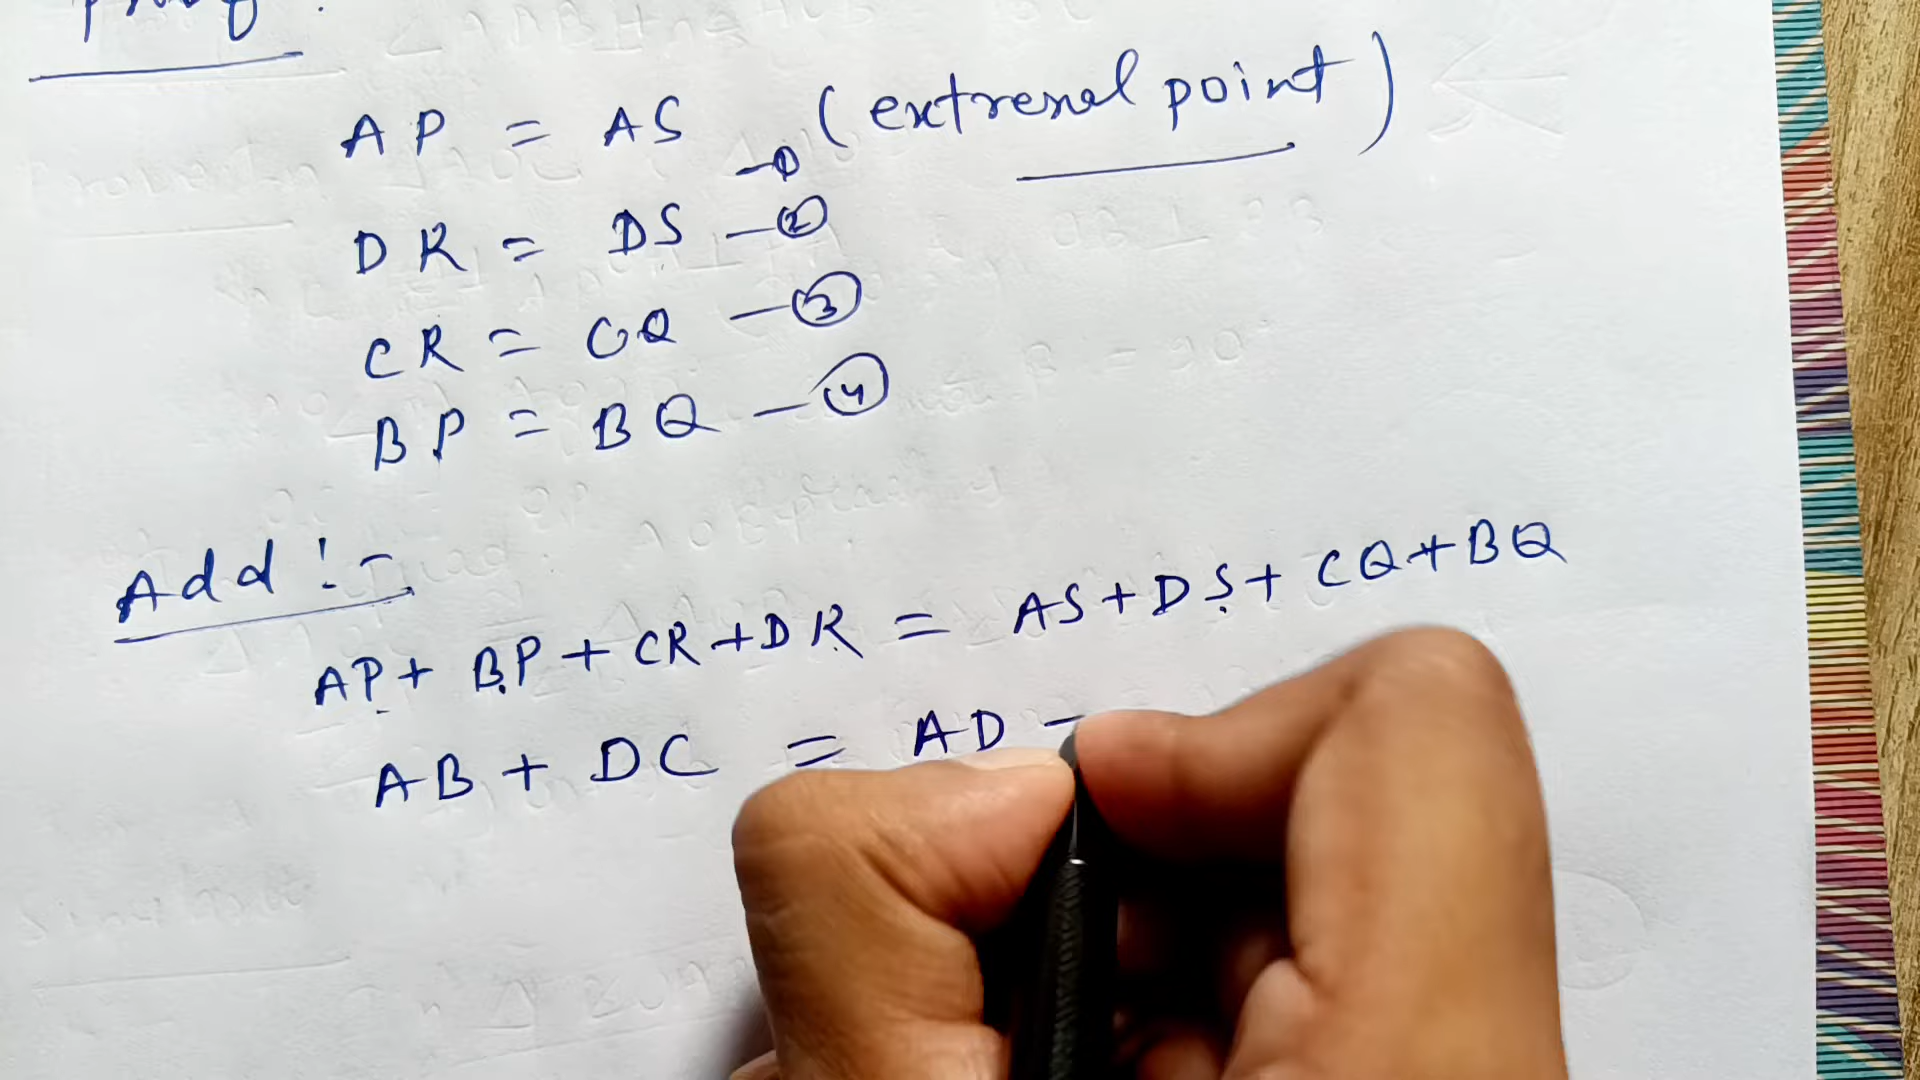 proof :
AP = AS -① (extrenal point)
DR = DS -②
CR = CQ -③
BP = BQ -④
Add :-
AP + BP + CR + DR = AS + DS + CQ + BQ
AB + DC = AD -